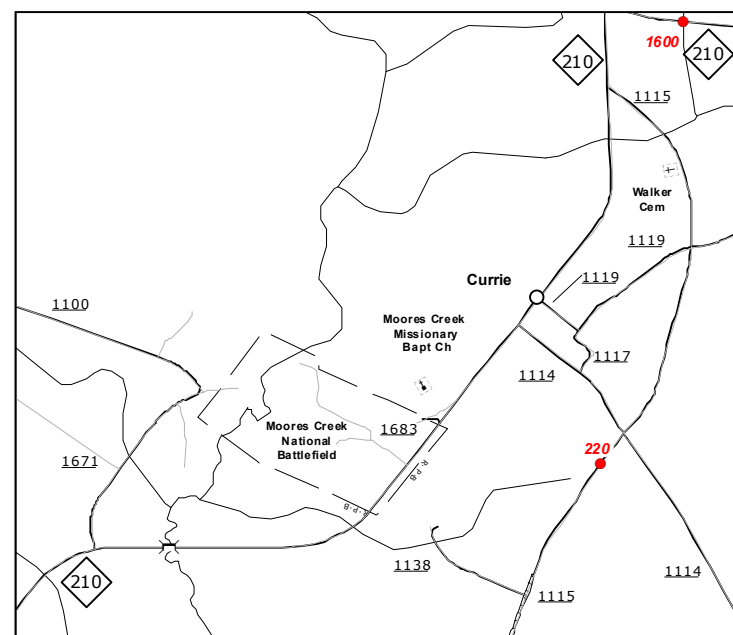 210
1600
210
1115
Walker
Cem
1119
Currie
1119
1100
Moores Creek
Missionary
Bapt Ch
1117
1114
Moores Creek
National
Battlefield
1683
220
1671
R-P-B
R-P-B
210
1138
1115
1114